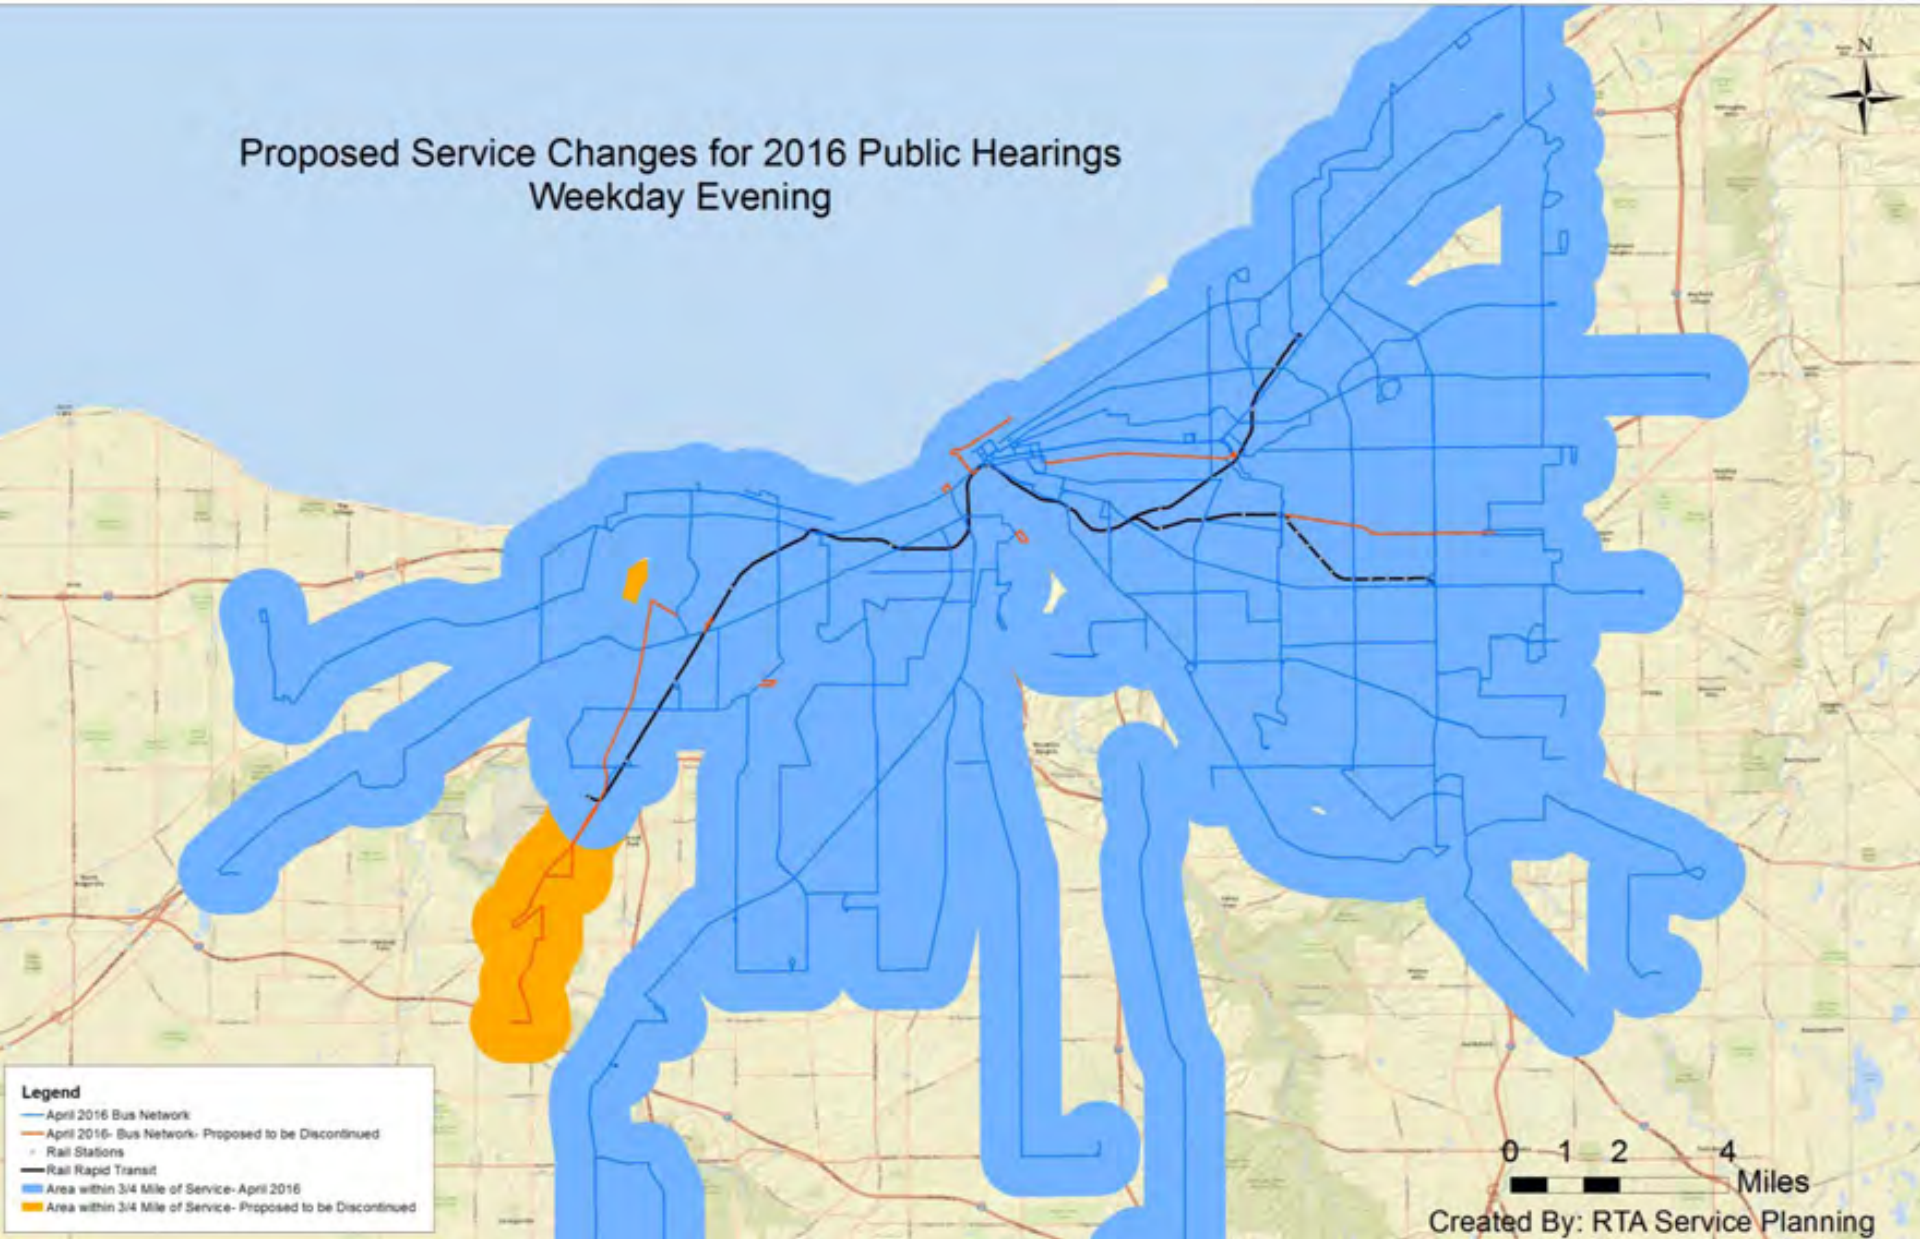 Proposed Service Changes for 2016 Public Hearings
Weekday Evening
N
Legend
April 2016 Bus Network
April 2016- Bus Network- Proposed to be Discontinued
Rail Stations
Rail Rapid Transit
Area within 3/4 Mile of Service- April 2016
Area within 3/4 Mile of Service- Proposed to be Discontinued
0 1 2 4
Miles
Created By: RTA Service Planning